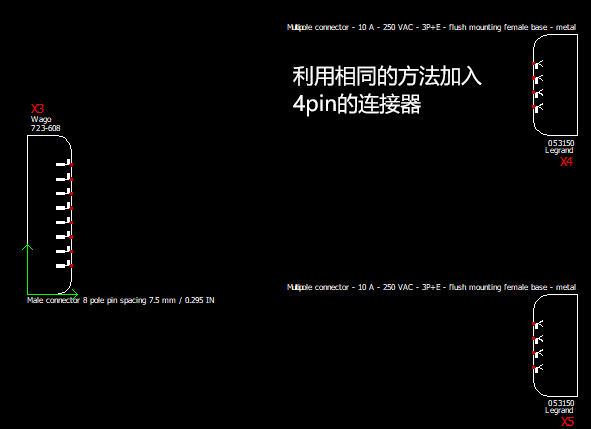 Multipole connector - 10 A - 250 VAC - 3P+E - flush mounting female base - metal
利用相同的方法加入
4pin的连接器
X3
Wago
723-608
053150
Legrand
X4
Male connector 8 pole pin spacing 7.5 mm / 0.295 IN
Multipole connector - 10 A - 250 VAC - 3P+E - flush mounting female base - metal
053150
Legrand
X5